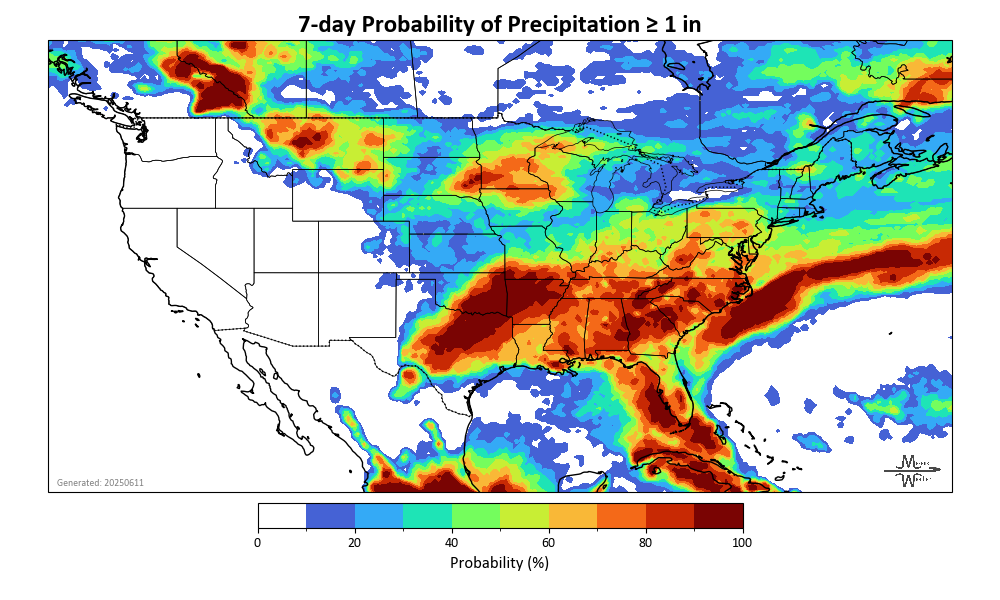 7-day Probability of Precipitation ≥ 1 in
Generated: 20250611
0 20 40 60 80 100
Probability (%)